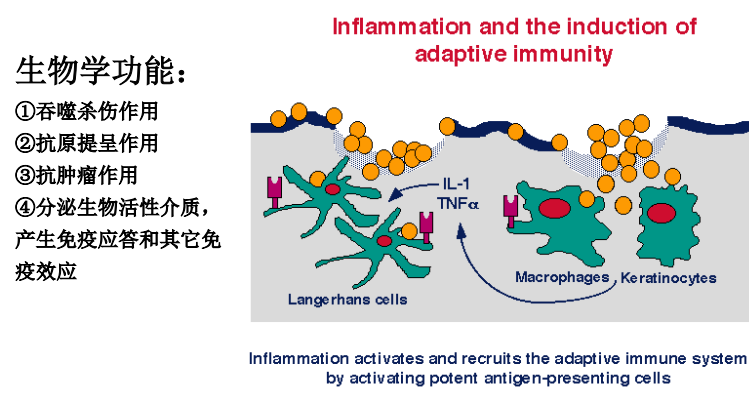 Inflammation and the induction of
adaptive immunity
生物学功能：
①吞噬杀伤作用
②抗原提呈作用
③抗肿瘤作用
④分泌生物活性介质，
产生免疫应答和其它免
疫效应
IL-1
TNFα
Langerhans cells
Macrophages
Keratinocytes
Inflammation activates and recruits the adaptive immune system
by activating potent antigen-presenting cells